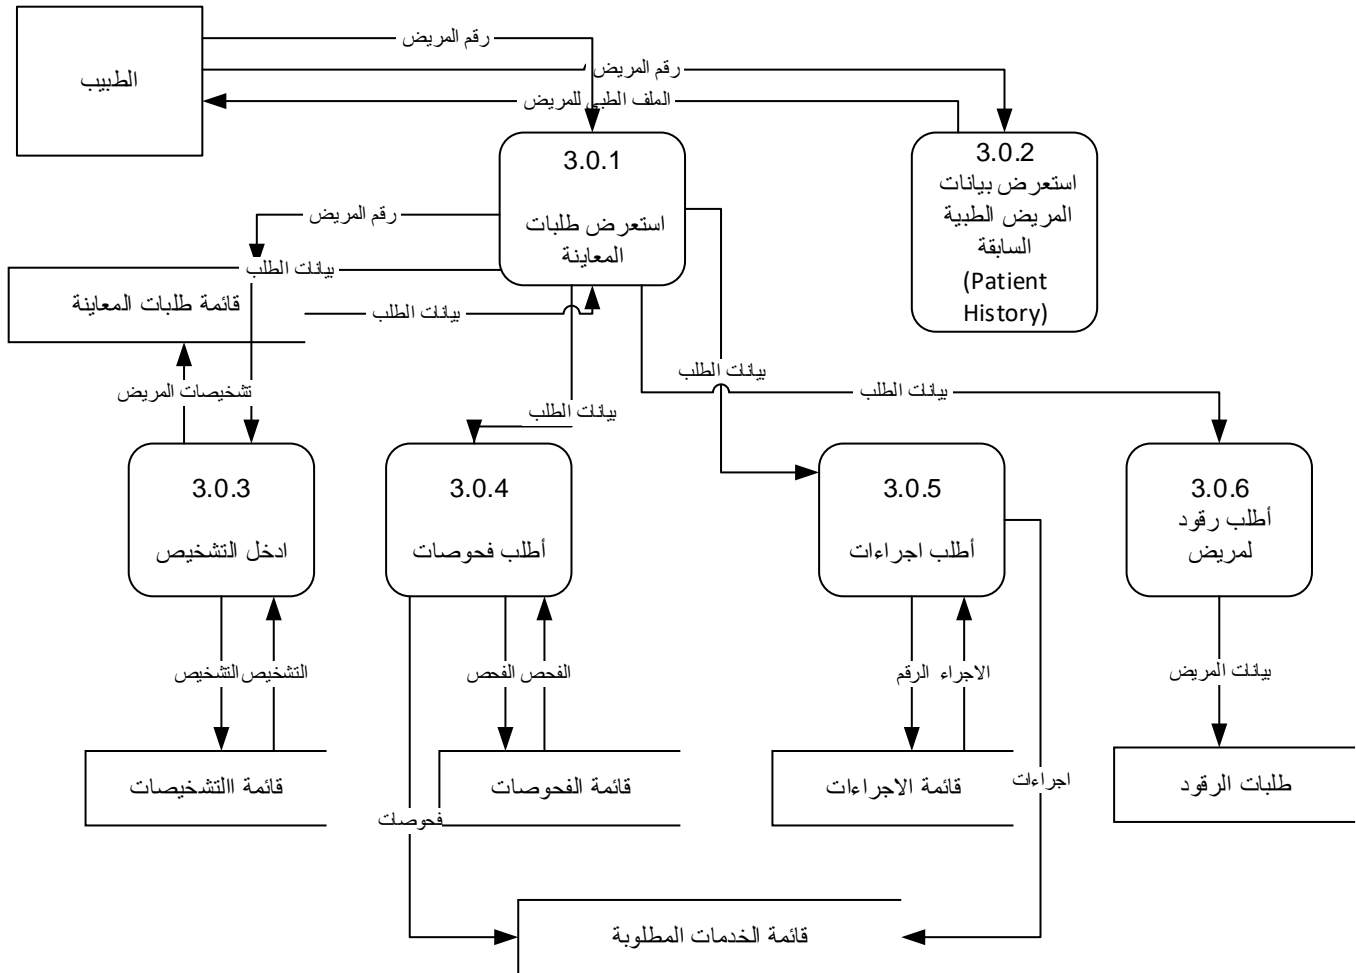 رقم المريض
رقم المريض
الطبيب
الملف الطبي للمريض
3.0.1
استعرض طلبات
المعاينة
3.0.2
استعرض بيانات
المريض الطبية
السابقة
(Patient
History)
رقم المريض
بيانات الطلب
قائمة طلبات المعاينة
بيانات الطلب
بيانات الطلب
تشخيصات المريض
بيانات الطلب
بيانات الطلب
3.0.3
ادخل التشخيص
3.0.4
أطلب فحوصات
3.0.5
أطلب اجراءات
3.0.6
أطلب رقود
لمريض
التشخيص
التشخيص
الفحص
الفحص
الرقم
الاجراء
بيانات المريض
قائمة االتشخيصات
قائمة الفحوصات
قائمة الاجراءات
اجراءات
طلبات الرقود
فحوصات
قائمة الخدمات المطلوبة